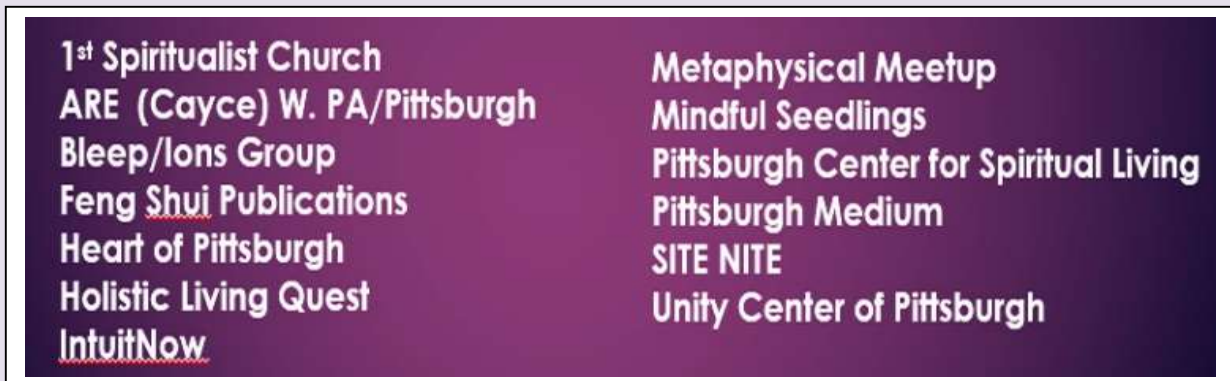 1st Spiritualist Church
ARE (Cayce) W. PA/Pittsburgh
Bleep/Ions Group
Feng Shui Publications
Heart of Pittsburgh
Holistic Living Quest
IntuitNow
Metaphysical Meetup
Mindful Seedlings
Pittsburgh Center for Spiritual Living
Pittsburgh Medium
SITE NITE
Unity Center of Pittsburgh